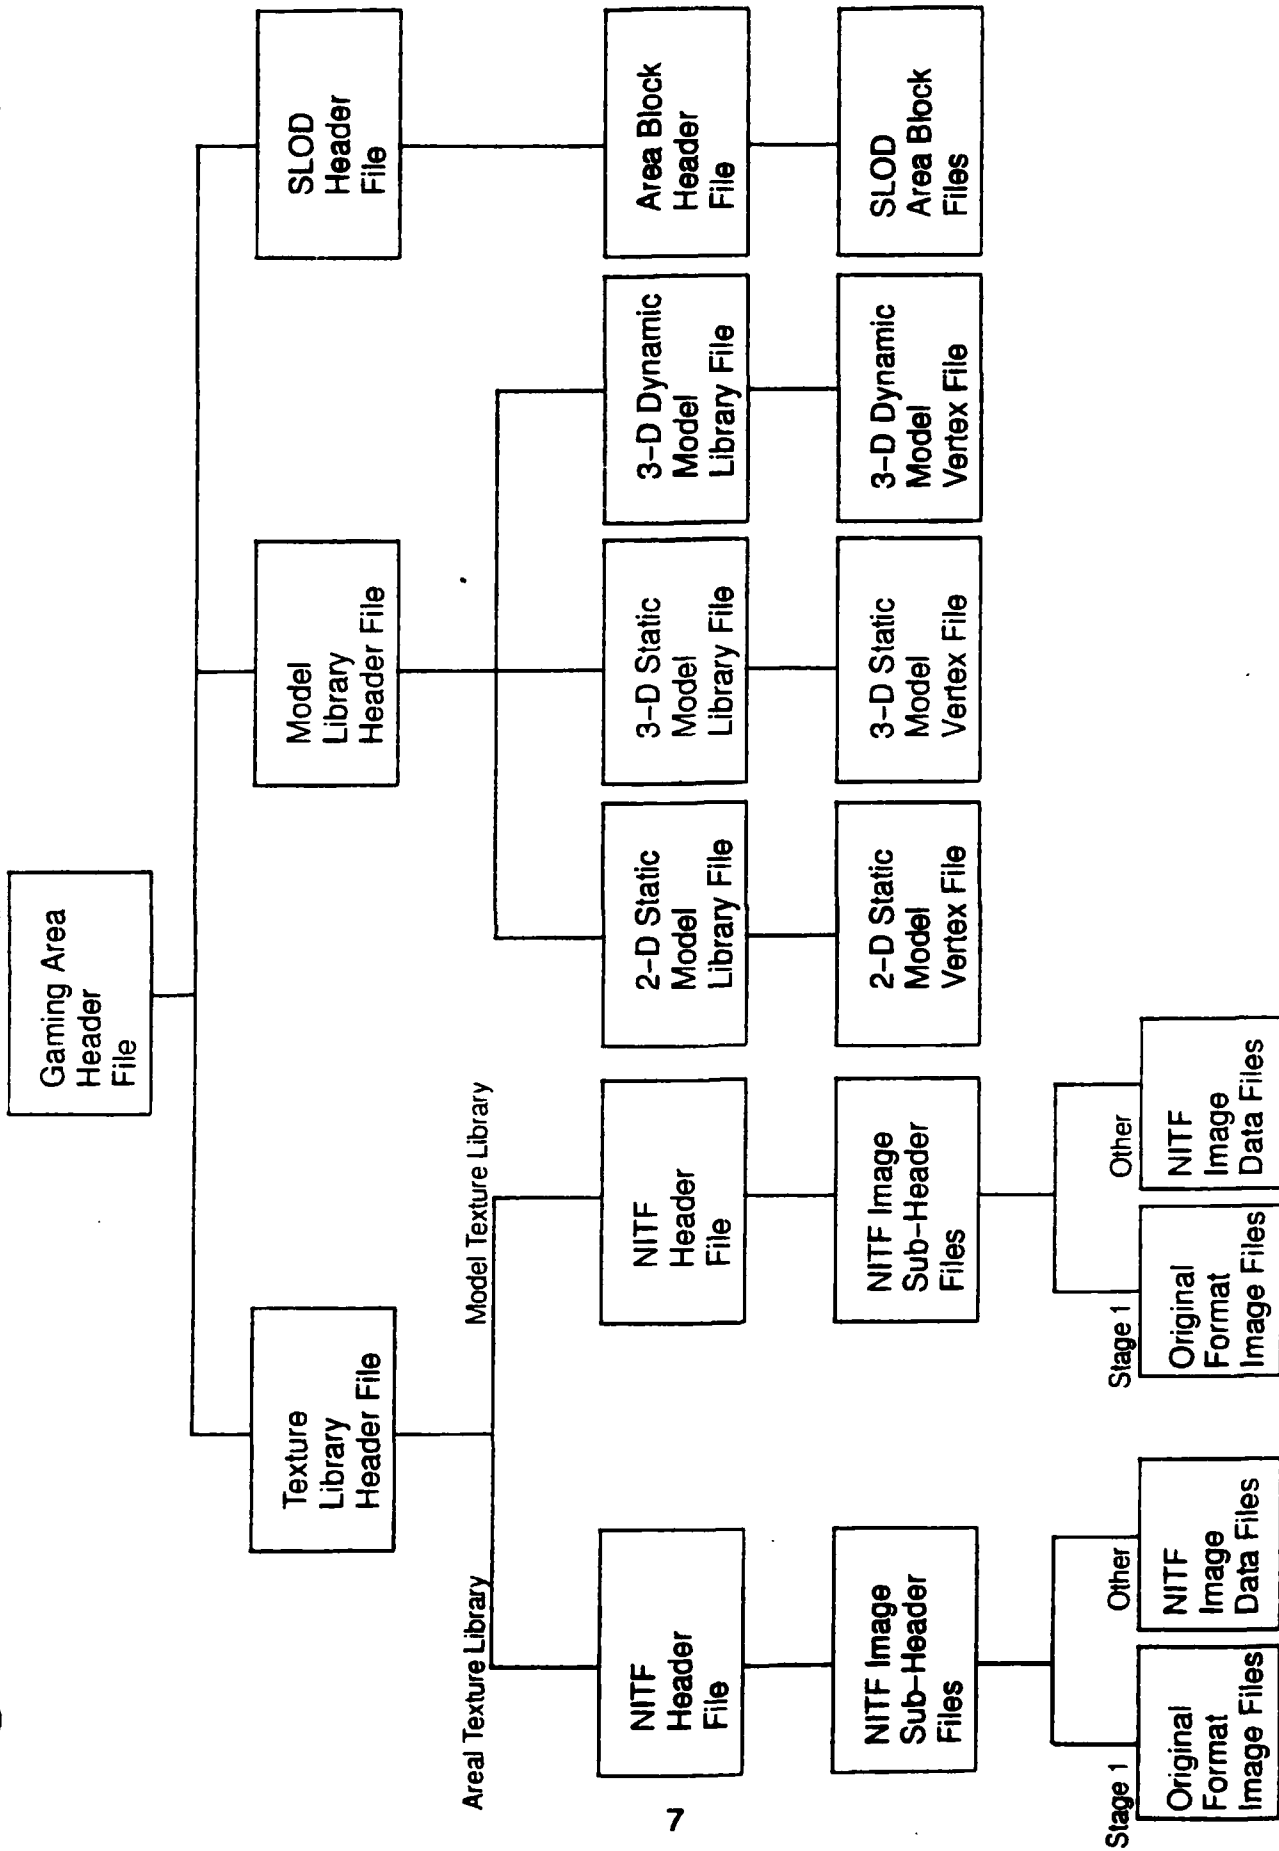 Gaming Area
Header
File
Texture
Library
Header File
Model
Library
Header File
SLOD
Header
File
Areal Texture Library
Model Texture Library
NITF
Header
File
NITF
Header
File
2-D Static
Model
Library File
3-D Static
Model
Library File
3-D Dynamic
Model
Library File
Area Block
Header
File
NITF Image
Sub-Header
Files
NITF Image
Sub-Header
Files
2-D Static
Model
Vertex File
3-D Static
Model
Vertex File
3-D Dynamic
Model
Vertex File
SLOD
Area Block
Files
Stage 1
Other
Stage 1
Other
Original
Format
Image Files
NITF
Image
Data Files
Original
Format
Image Files
NITF
Image
Data Files
7